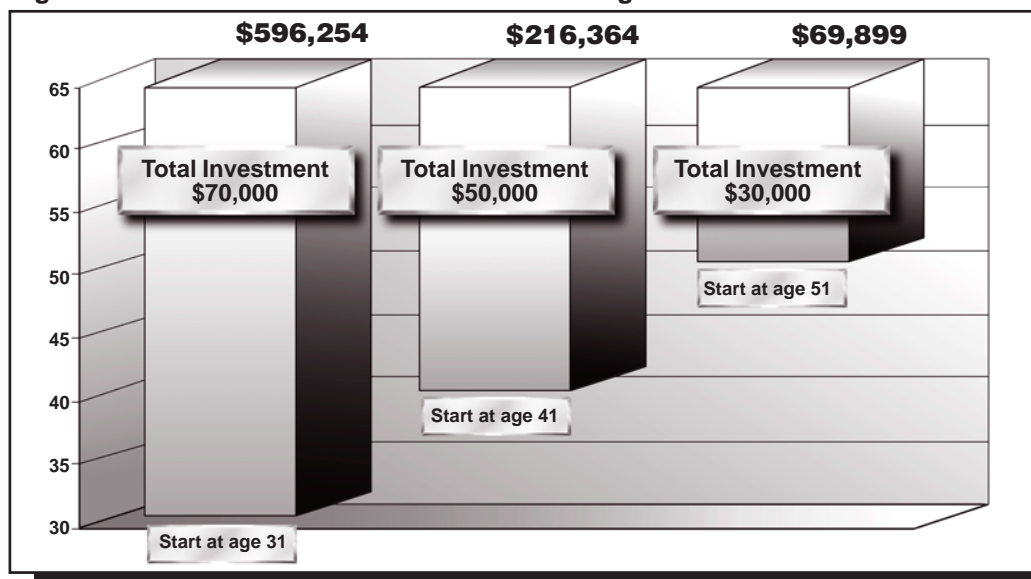 $596,254 $216,364 $69,899
65
60
55
50
45
40
35
30
Total Investment
$70,000
Total Investment
$50,000
Total Investment
$30,000
Start at age 51
Start at age 41
Start at age 31